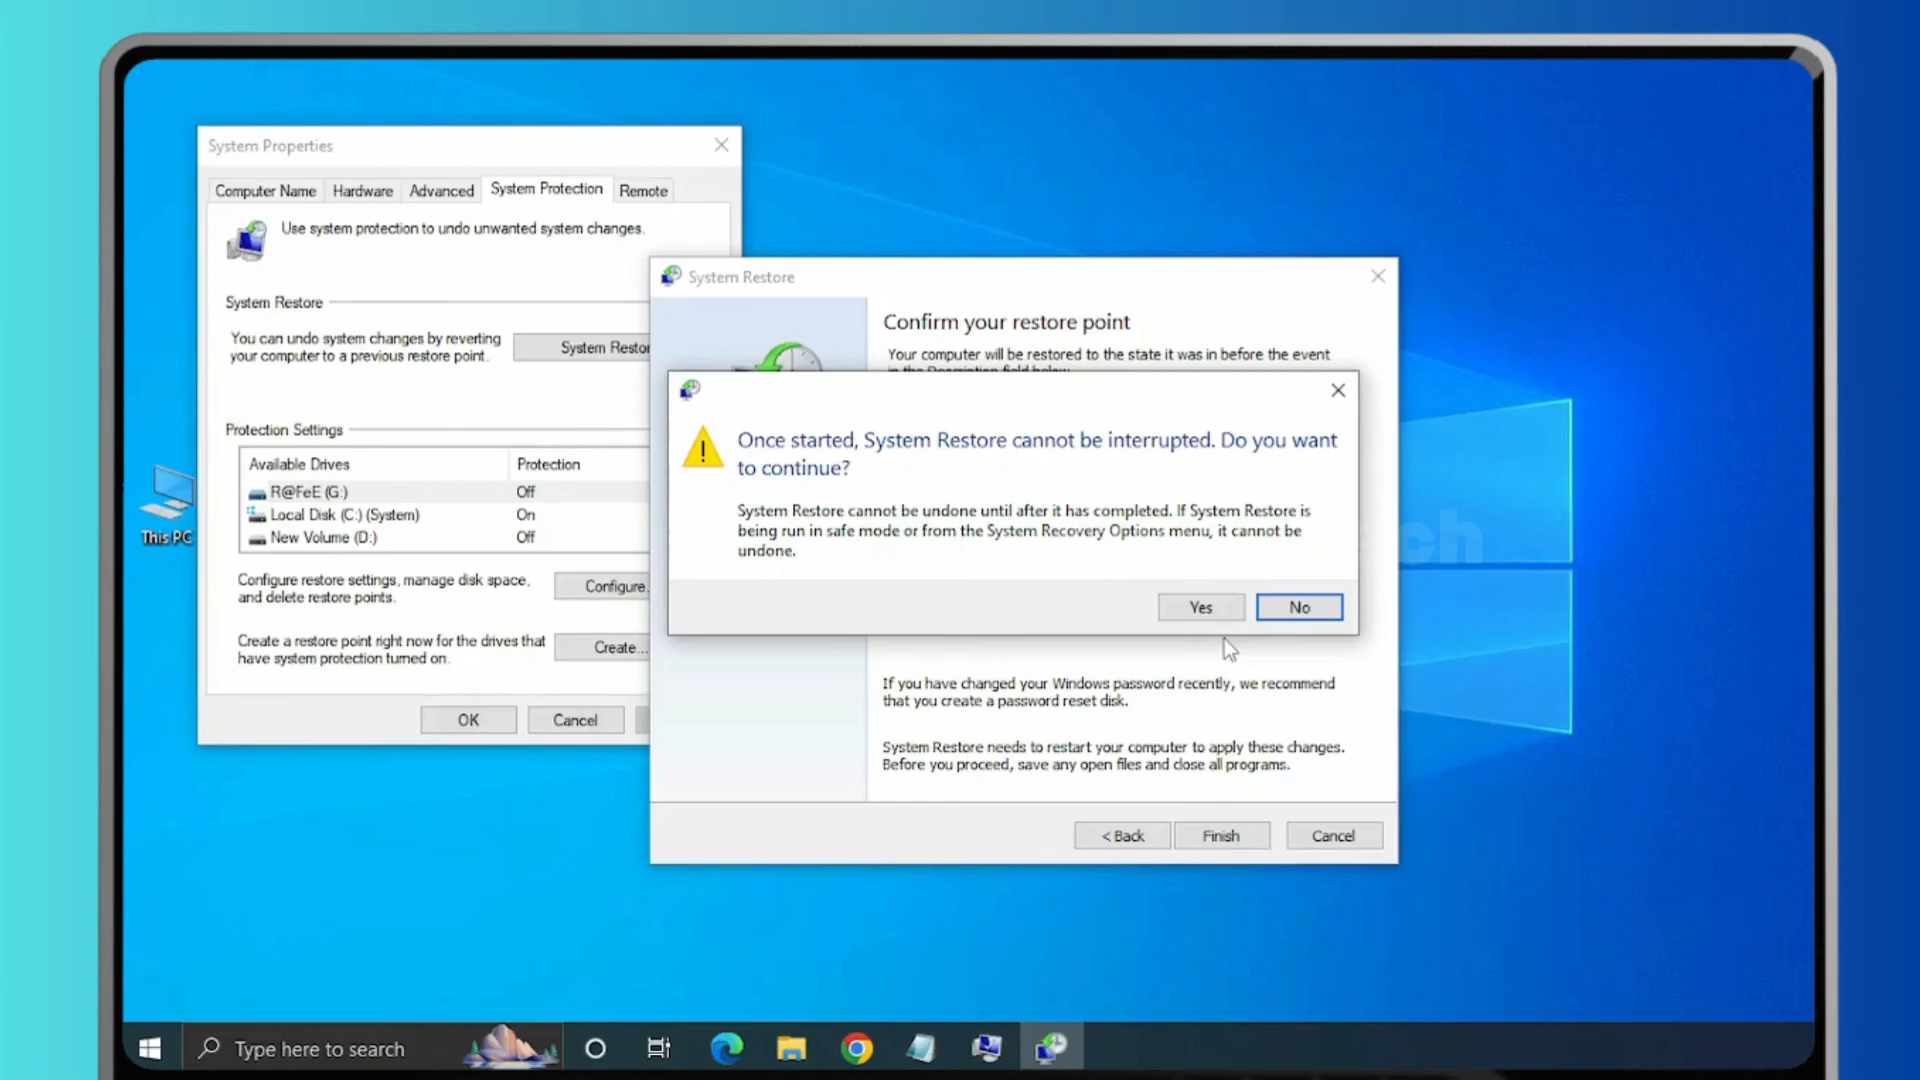 System Properties
Computer Name Hardware Advanced System Protection Remote
Use system protection to undo unwanted system changes.
System Restore
You can undo system changes by reverting
your computer to a previous restore point.
System Restor
Protection Settings
Available Drives Protection
R@FeE (G:) Off
Local Disk (C:) (System) On
New Volume (D:) Off
Configure restore settings, manage disk space,
and delete restore points.
Configure.
Create a restore point right now for the drives that
have system protection turned on.
Create...
OK Cancel
This PC
System Restore
Confirm your restore point
Your computer will be restored to the state it was in before the event
in the Description field below.
Once started, System Restore cannot be interrupted. Do you want
to continue?
System Restore cannot be undone until after it has completed. If System Restore is
being run in safe mode or from the System Recovery Options menu, it cannot be
undone.
Yes No
If you have changed your Windows password recently, we recommend
that you create a password reset disk.
System Restore needs to restart your computer to apply these changes.
Before you proceed, save any open files and close all programs.
< Back Finish Cancel
Type here to search